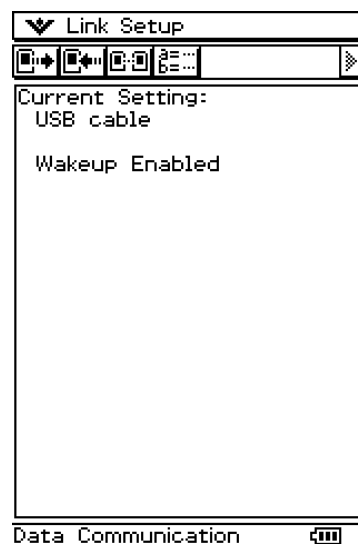 Link Setup
Current Setting:
USB cable
Wakeup Enabled
Data Communication